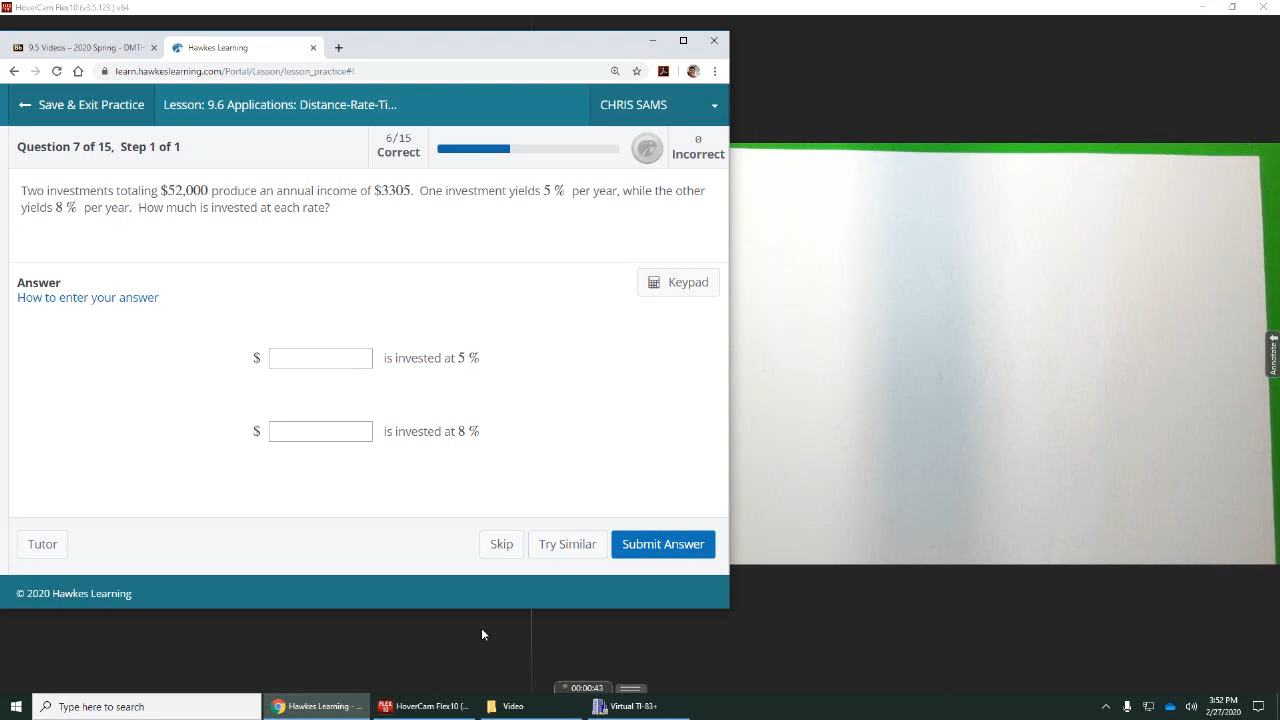 HoverCam Flex10 (v3.5.123 ) x64
9.5 Videos – 2020 Spring - DMTH
Hawkes Learning
learn.hawkeslearning.com/Portal/Lesson/lesson_practice#!
Save & Exit Practice
Lesson: 9.6 Applications: Distance-Rate-Ti...
CHRIS SAMS
Question 7 of 15, Step 1 of 1
6/15
Correct
0
Incorrect
Two investments totaling $52,000 produce an annual income of $3305. One investment yields 5 % per year, while the other
yields 8 % per year. How much is invested at each rate?
Answer
How to enter your answer
Keypad
$ is invested at 5 %
$ is invested at 8 %
Tutor
Skip
Try Similar
Submit Answer
© 2020 Hawkes Learning
Annotate
00:00:43
Type here to search
Hawkes Learning - ...
FLEX 10
HoverCam Flex10 (...
Video
Virtual TI-83+
3:52 PM
2/27/2020